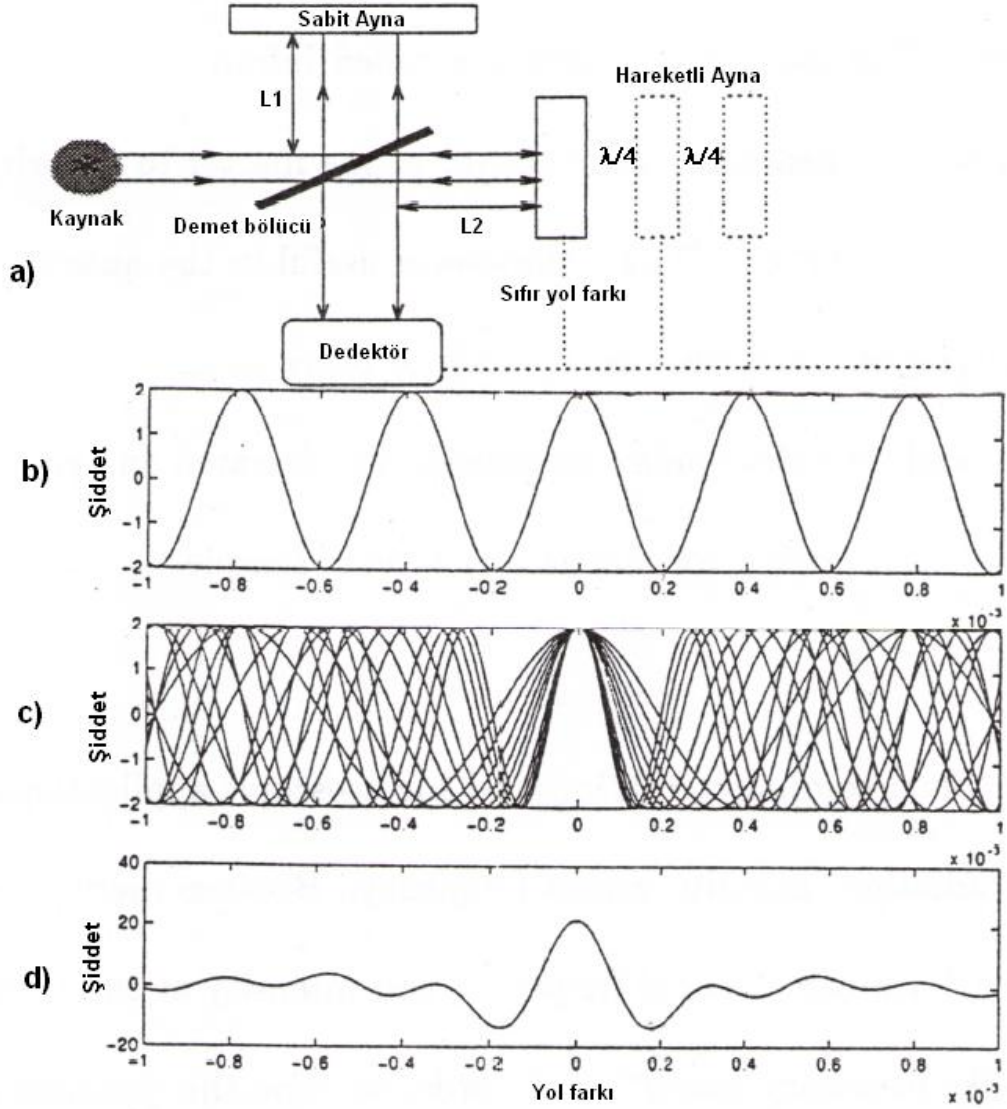 Sabit Ayna
Hareketli Ayna
L1
λ/4 λ/4
Kaynak
Demet bölücü
L2
a)
Sıfır yol farkı
Dedektör
b)
Şiddet
2
1
0
-1
-2
-1 -0.8 -0.6 -0.4 -0.2 0 0.2 0.4 0.6 0.8 1
x 10⁻³
c)
Şiddet
2
1
0
-1
-2
-1 -0.8 -0.6 -0.4 -0.2 0 0.2 0.4 0.6 0.8 1
x 10⁻³
d)
Şiddet
40
20
0
-20
-1 -0.8 -0.6 -0.4 -0.2 0 0.2 0.4 0.6 0.8 1
Yol farkı
x 10⁻³